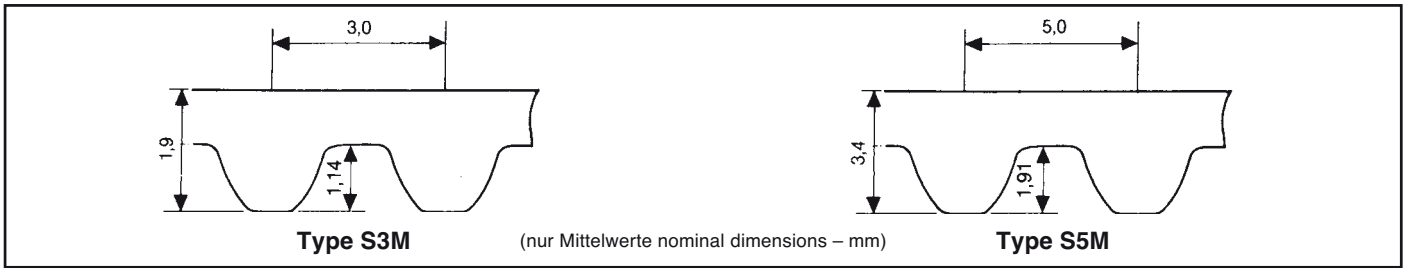 3,0
1,9
1,14
Type S3M
(nur Mittelwerte nominal dimensions – mm)
5,0
3,4
1,91
Type S5M